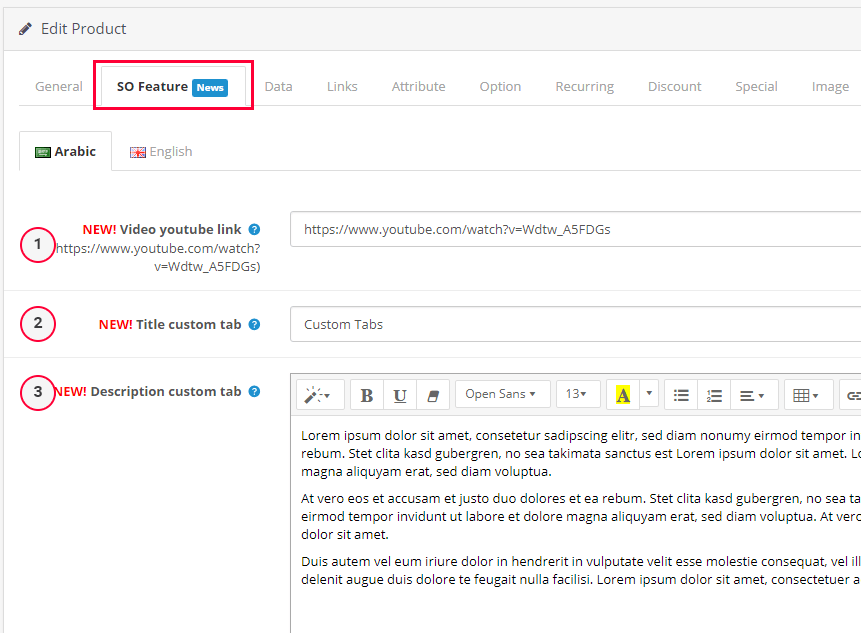 Edit Product
General SO Feature News Data Links Attribute Option Recurring Discount Special Image
Arabic English
1 NEW! Video youtube link ? https://www.youtube.com/watch?v=Wdtw_A5FDGs
https://www.youtube.com/watch?
v=Wdtw_A5FDGs)
2 NEW! Title custom tab ? Custom Tabs
3 NEW! Description custom tab ? B U Open Sans 13 A
Lorem ipsum dolor sit amet, consetetur sadipscing elitr, sed diam nonumy eirmod tempor in
rebum. Stet clita kasd gubergren, no sea takimata sanctus est Lorem ipsum dolor sit amet. Lo
magna aliquyam erat, sed diam voluptua.
At vero eos et accusam et justo duo dolores et ea rebum. Stet clita kasd gubergren, no sea ta
eirmod tempor invidunt ut labore et dolore magna aliquyam erat, sed diam voluptua. At verc
dolor sit amet.
Duis autem vel eum iriure dolor in hendrerit in vulputate velit esse molestie consequat, vel ill
delenit augue duis dolore te feugait nulla facilisi. Lorem ipsum dolor sit amet, consectetuer a